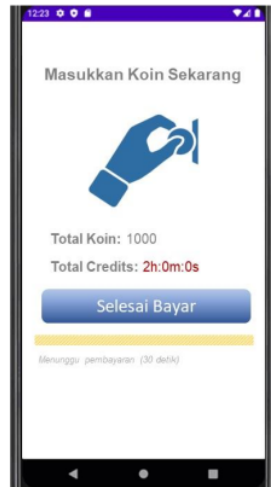 12:23
Masukkan Koin Sekarang
Total Koin: 1000
Total Credits: 2h:0m:0s
Selesai Bayar
Menunggu pembayaran (30 detik)